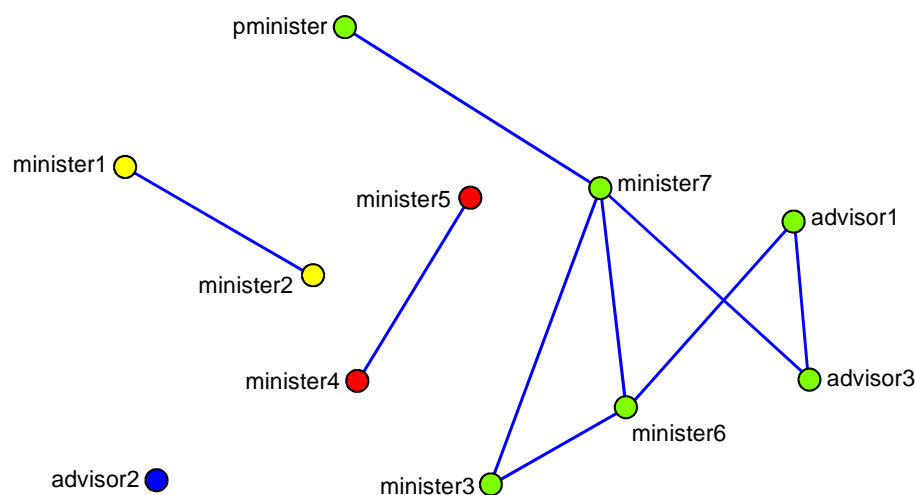 pminister
minister1
minister5
minister7
advisor1
minister2
minister4
advisor3
minister6
advisor2
minister3